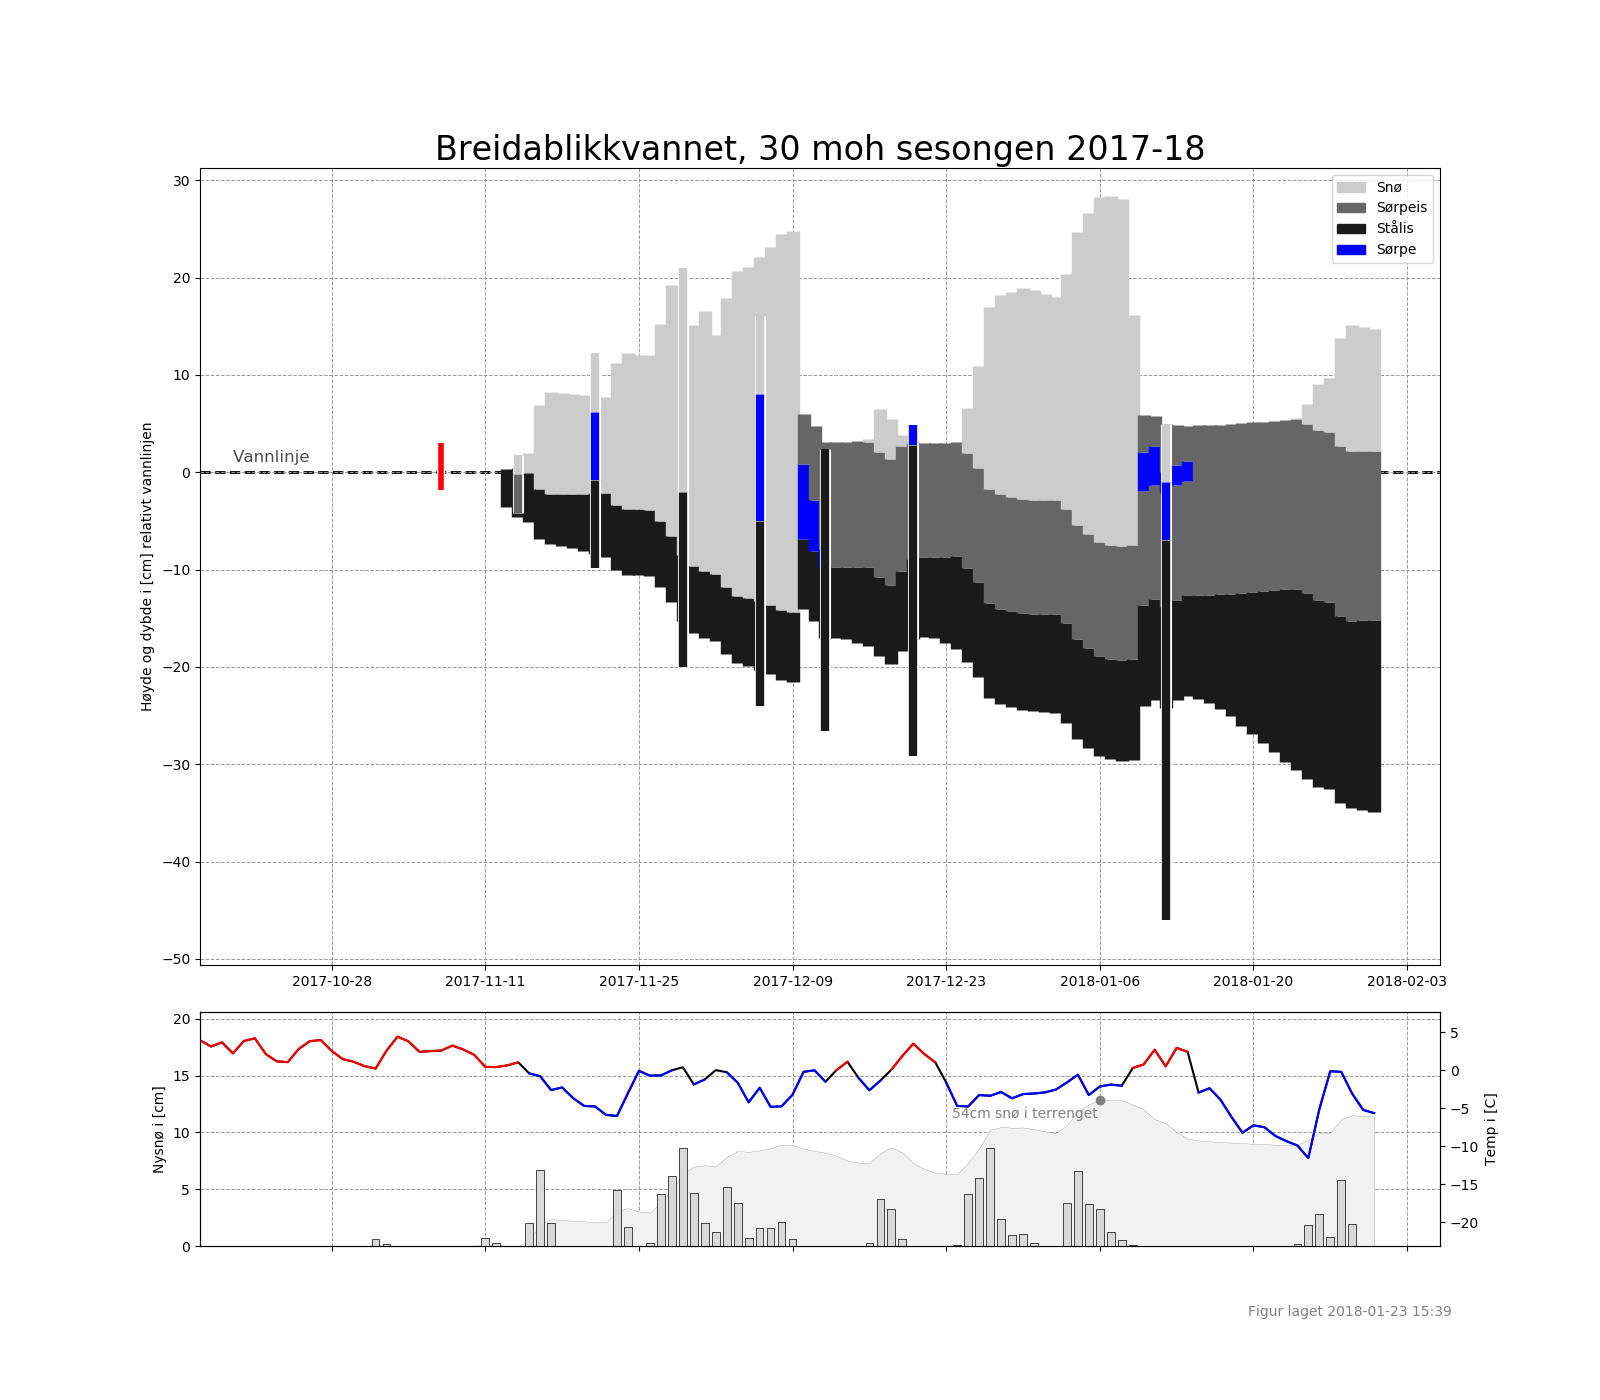 Breidablikkvannet, 30 moh sesongen 2017-18
Høyde og dybde i [cm] relativt vannlinjen
30
20
10
0
−10
−20
−30
−40
−50
Vannlinje
Snø
Sørpeis
Stålis
Sørpe
2017-10-28 2017-11-11 2017-11-25 2017-12-09 2017-12-23 2018-01-06 2018-01-20 2018-02-03
Nysnø i [cm]
20
15
10
5
0
54cm snø i terrenget
5
0
−5
−10
−15
−20
Temp i [C]
Figur laget 2018-01-23 15:39